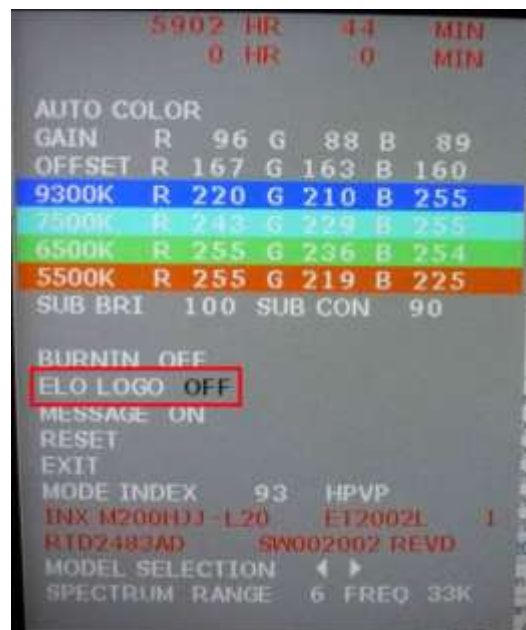 5902 HR 44 MIN
0 HR 0 MIN
AUTO COLOR
GAIN R 96 G 88 B 89
OFFSET R 167 G 163 B 160
9300K R 220 G 210 B 255
7500K R 243 G 229 B 255
6500K R 255 G 236 B 254
5500K R 255 G 219 B 225
SUB BRI 100 SUB CON 90
BURNIN OFF
ELO LOGO OFF
MESSAGE ON
RESET
EXIT
MODE INDEX 93 HPVP
INX M200HJJ-L20 ET2002L 1
RTD2483AD SW002002 REVD
MODEL SELECTION
SPECTRUM RANGE 6 FREQ 33K